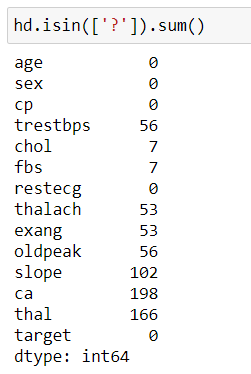 hd.isin(['?']).sum()
age 0
sex 0
cp 0
trestbps 56
chol 7
fbs 7
restecg 0
thalach 53
exang 53
oldpeak 56
slope 102
ca 198
thal 166
target 0
dtype: int64